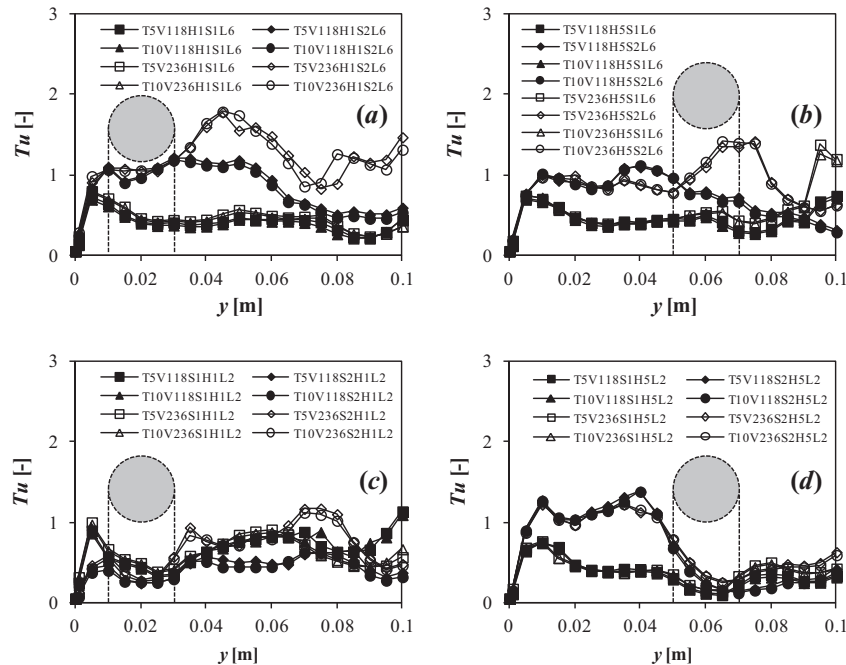 3
2
1
0
Tu [-]
0 0.02 0.04 0.06 0.08 0.1
y [m]
T5V118H1S1L6 T5V118H1S2L6
T10V118H1S1L6 T10V118H1S2L6
T5V236H1S1L6 T5V236H1S2L6
T10V236H1S1L6 T10V236H1S2L6
(a)
3
2
1
0
Tu [-]
0 0.02 0.04 0.06 0.08 0.1
y [m]
T5V118H5S1L6
T5V118H5S2L6
T10V118H5S1L6
T10V118H5S2L6
T5V236H5S1L6
T5V236H5S2L6
T10V236H5S1L6
T10V236H5S2L6
(b)
3
2
1
0
Tu [-]
0 0.02 0.04 0.06 0.08 0.1
y [m]
T5V118S1H1L2 T5V118S2H1L2
T10V118S1H1L2 T10V118S2H1L2
T5V236S1H1L2 T5V236S2H1L2
T10V236S1H1L2 T10V236S2H1L2
(c)
3
2
1
0
Tu [-]
0 0.02 0.04 0.06 0.08 0.1
y [m]
T5V118S1H5L2 T5V118S2H5L2
T10V118S1H5L2 T10V118S2H5L2
T5V236S1H5L2 T5V236S2H5L2
T10V236S1H5L2 T10V236S2H5L2
(d)